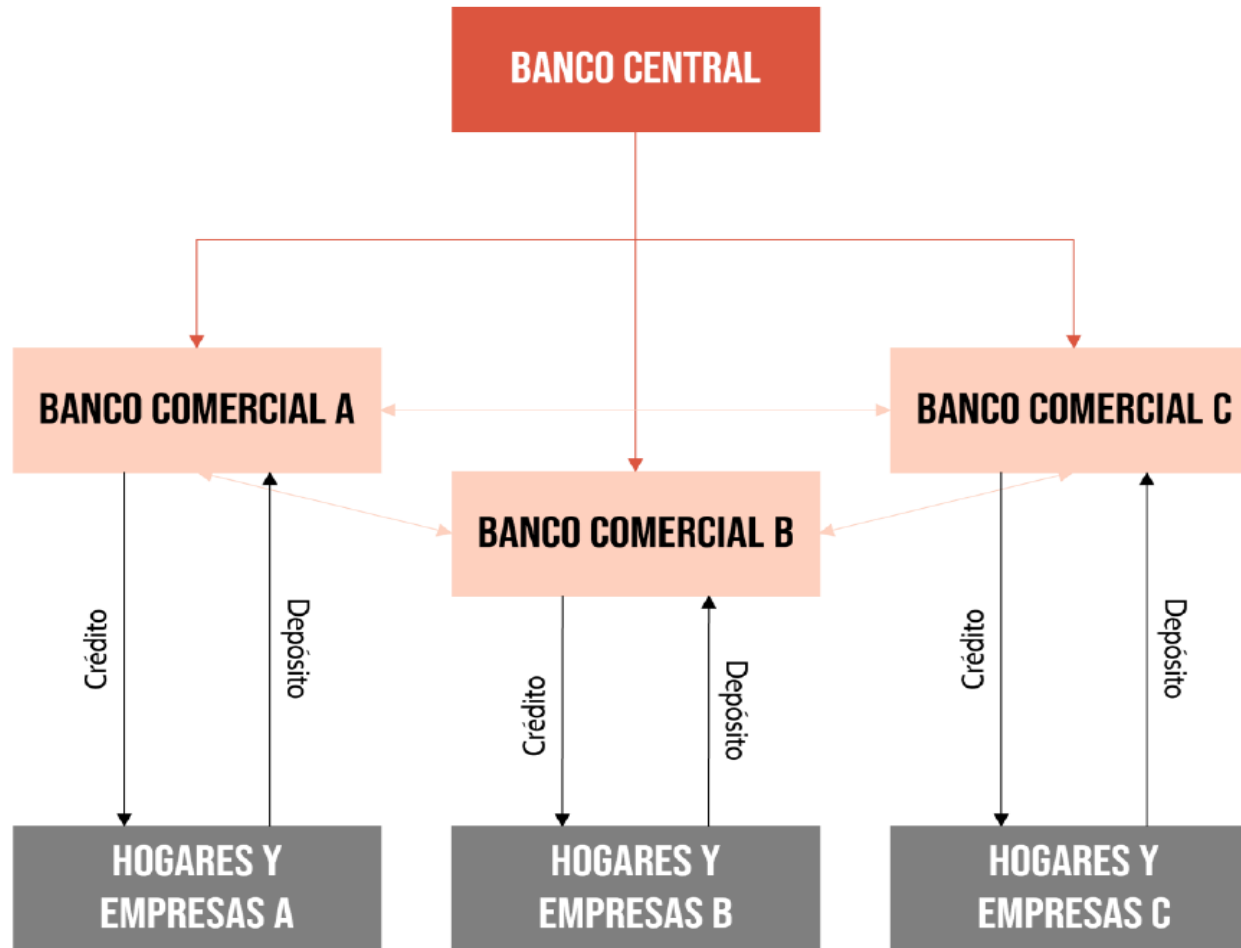 BANCO CENTRAL
BANCO COMERCIAL A
BANCO COMERCIAL C
BANCO COMERCIAL B
Crédito
Depósito
Crédito
Depósito
Crédito
Depósito
HOGARES Y
EMPRESAS A
HOGARES Y
EMPRESAS B
HOGARES Y
EMPRESAS C